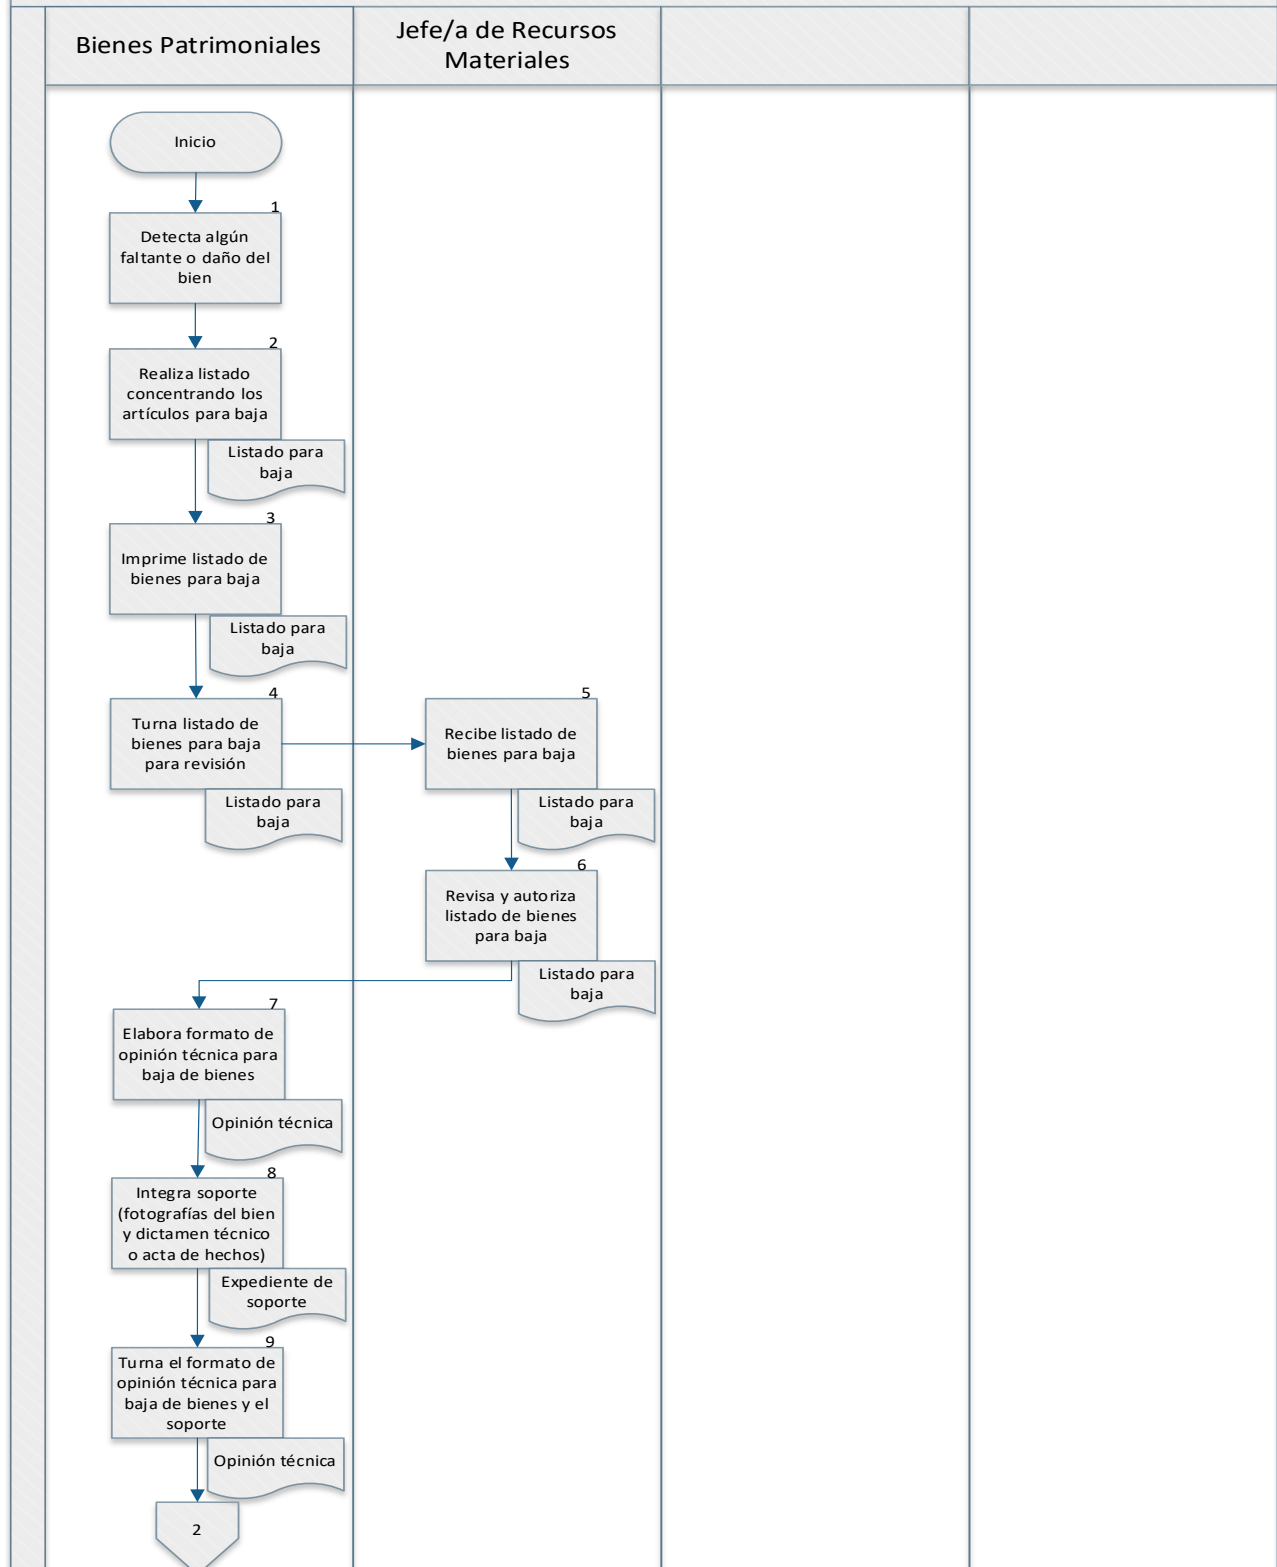 Bienes Patrimoniales
Jefe/a de Recursos
Materiales
Inicio
1
Detecta algún
faltante o daño del
bien
2
Realiza listado
concentrando los
artículos para baja
Listado para
baja
3
Imprime listado de
bienes para baja
Listado para
baja
4
Turna listado de
bienes para baja
para revisión
Listado para
baja
5
Recibe listado de
bienes para baja
Listado para
baja
6
Revisa y autoriza
listado de bienes
para baja
Listado para
baja
7
Elabora formato de
opinión técnica para
baja de bienes
Opinión técnica
8
Integra soporte
(fotografías del bien
y dictamen técnico
o acta de hechos)
Expediente de
soporte
9
Turna el formato de
opinión técnica para
baja de bienes y el
soporte
Opinión técnica
2